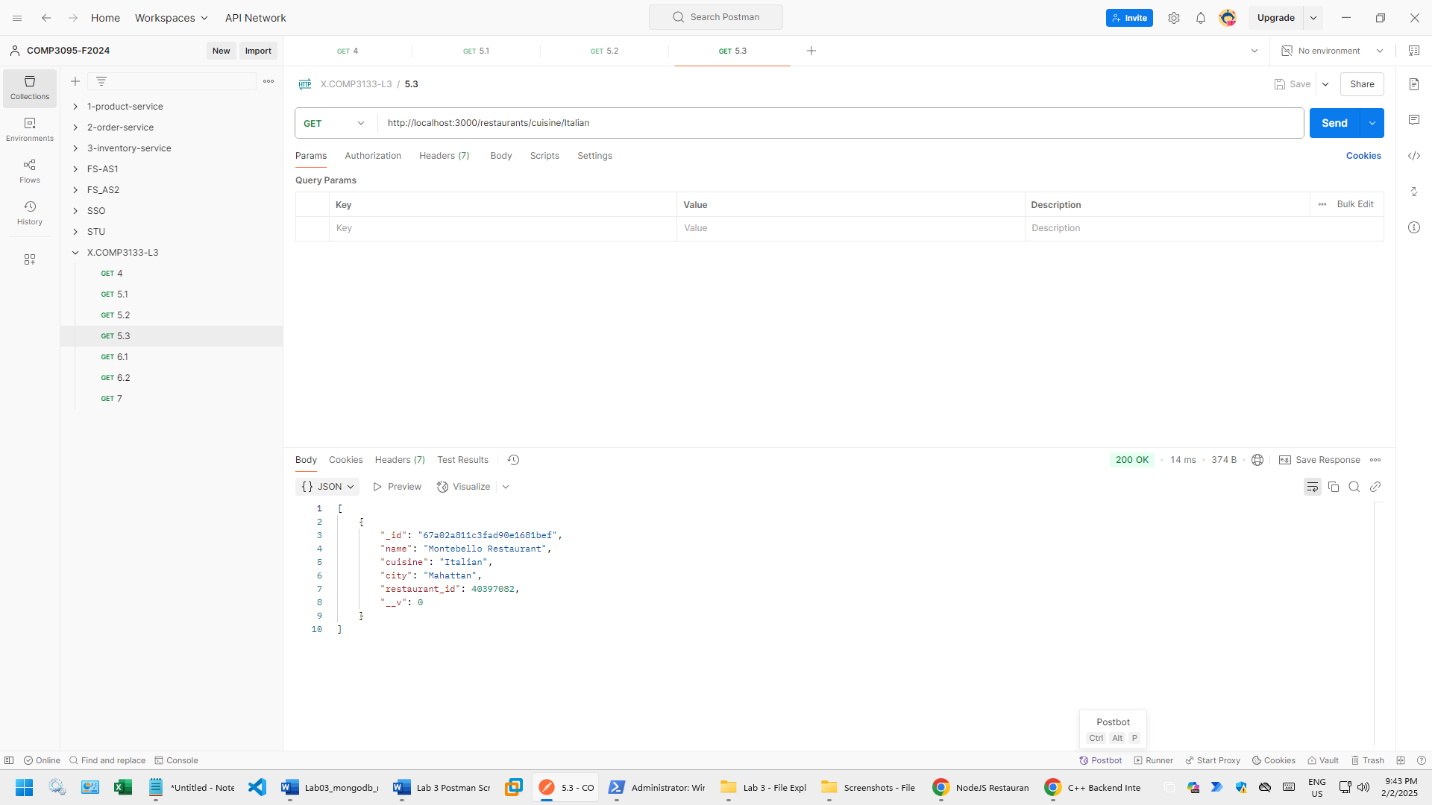 Home
Workspaces
API Network
Search Postman
Invite
Upgrade
COMP3095-F2024
New
Import
GET 4
GET 5.1
GET 5.2
GET 5.3
No environment
Collections
Environments
Flows
History
1-product-service
2-order-service
3-inventory-service
FS-AS1
FS_AS2
SSO
STU
X.COMP3133-L3
GET 4
GET 5.1
GET 5.2
GET 5.3
GET 6.1
GET 6.2
GET 7
HTTP X.COMP3133-L3 / 5.3
Save
Share
GET http://localhost:3000/restaurants/cuisine/Italian
Send
Params Authorization Headers (7) Body Scripts Settings
Cookies
Query Params
Key Value Description Bulk Edit
Key Value Description
Body Cookies Headers (7) Test Results
200 OK • 14 ms • 374 B
Save Response
{} JSON Preview Visualize
1 [
2 {
3 "_id": "67a02a811c3fad90e1681bef",
4 "name": "Montebello Restaurant",
5 "cuisine": "Italian",
6 "city": "Mahattan",
7 "restaurant_id": 40397082,
8 "__v": 0
9 }
10 ]
Postbot
Ctrl Alt P
Online Find and replace Console
Postbot Runner Start Proxy Cookies Vault Trash
*Untitled - Note
Lab03_mongodb_
Lab 3 Postman Scr
5.3 - CO
Administrator: Wir
Lab 3 - File Expl
Screenshots - File
NodeJS Restauran
C++ Backend Inte
ENG
US
9:43 PM
2/2/2025